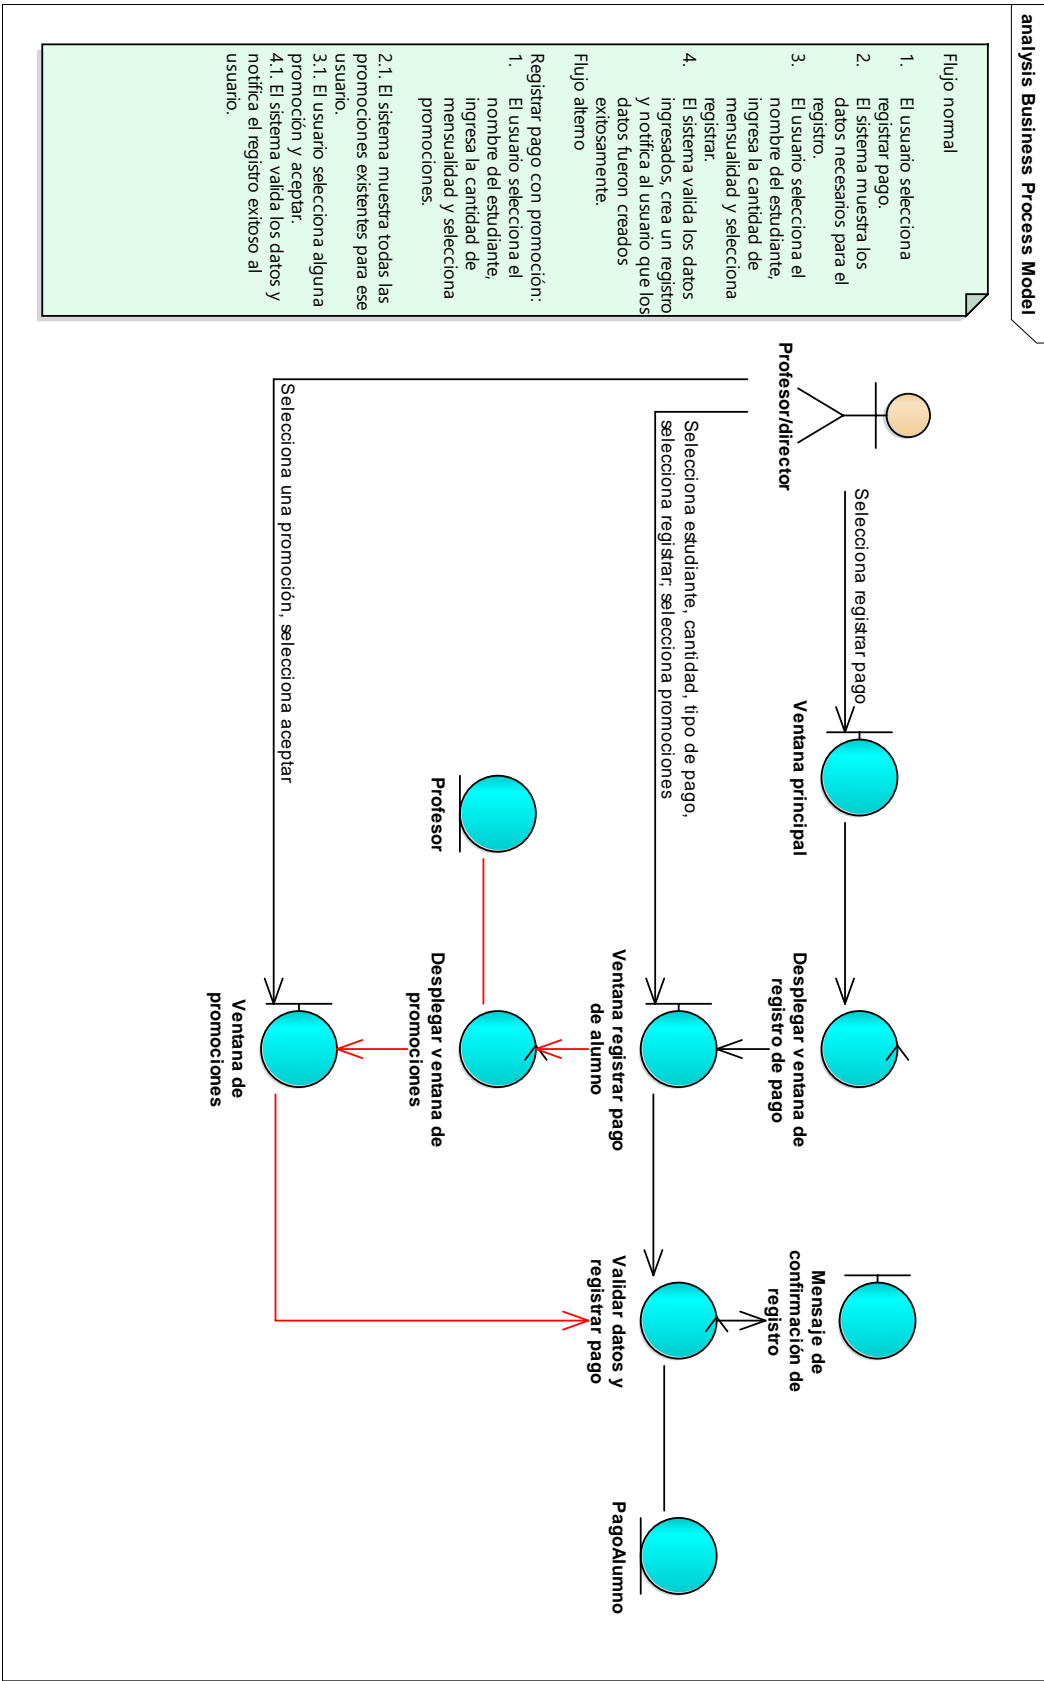 analysis Business Process Model
Flujo normal
1. El usuario selecciona
registrar pago.
2. El sistema muestra los
datos necesarios para el
registro.
3. El usuario selecciona el
nombre del estudiante,
ingresa la cantidad de
mensualidad y selecciona
registrar.
4. El sistema valida los datos
ingresados, crea un registro
y notifica al usuario que los
datos fueron creados
exitosamente.
Flujo alterno
Registrar pago con promoción:
1. El usuario selecciona el
nombre del estudiante,
ingresa la cantidad de
mensualidad y selecciona
promociones.
2.1. El sistema muestra todas las
promociones existentes para ese
usuario.
3.1. El usuario selecciona alguna
promoción y aceptar.
4.1. El sistema valida los datos y
notifica el registro exitoso al
usuario.
Profesor/director
Selecciona registrar pago
Selecciona estudiante, cantidad, tipo de pago,
selecciona registrar; selecciona promociones
Selecciona una promoción, selecciona aceptar
Ventana principal
Profesor
Desplegar ventana de
registro de pago
Ventana registrar pago
de alumno
Desplegar ventana de
promociones
Ventana de
promociones
Mensaje de
confirmación de
registro
Validar datos y
registrar pago
PagoAlumno